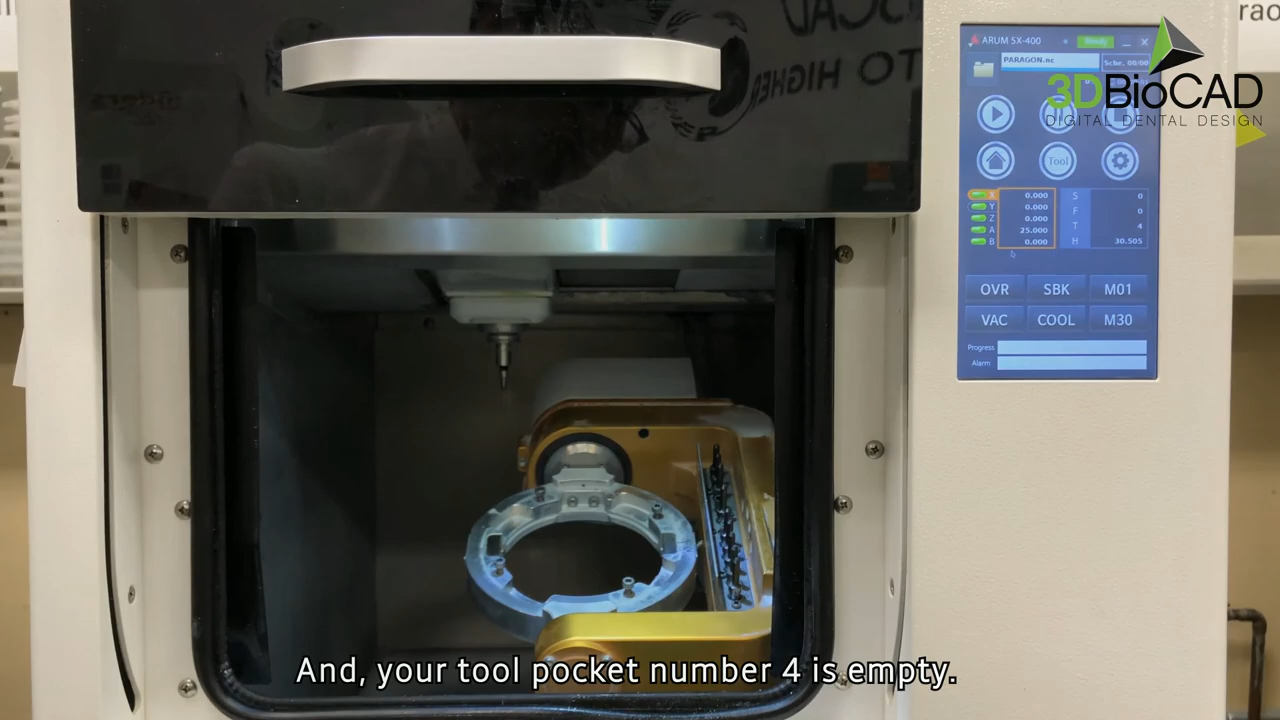 ARUM 5X-400
Ready
PARAGON.nc
3DBioCAD
DIGITAL DENTAL DESIGN
TO HIGHER
Tool
X 0.000 S 0
Y 0.000 F 0
Z 0.000 T 4
A 25.000 H 30.505
B 0.000
OVR SBK M01
VAC COOL M30
Progress
Alarm
And, your tool pocket number 4 is empty.